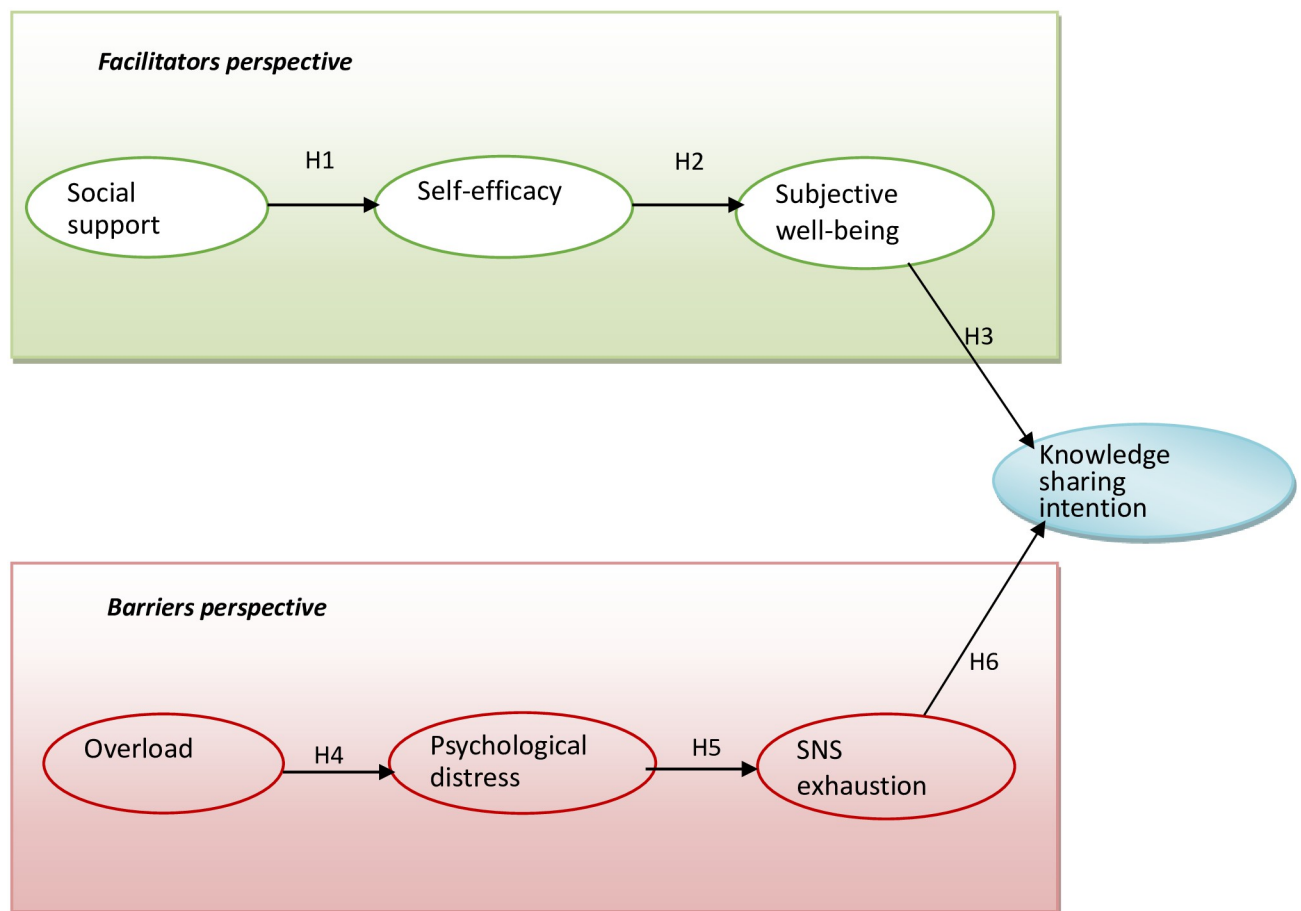 Facilitators perspective
H1
H2
Social
support
Self-efficacy
Subjective
well-being
H3
Knowledge
sharing
intention
Barriers perspective
H6
Overload
H4
Psychological
distress
H5
SNS
exhaustion